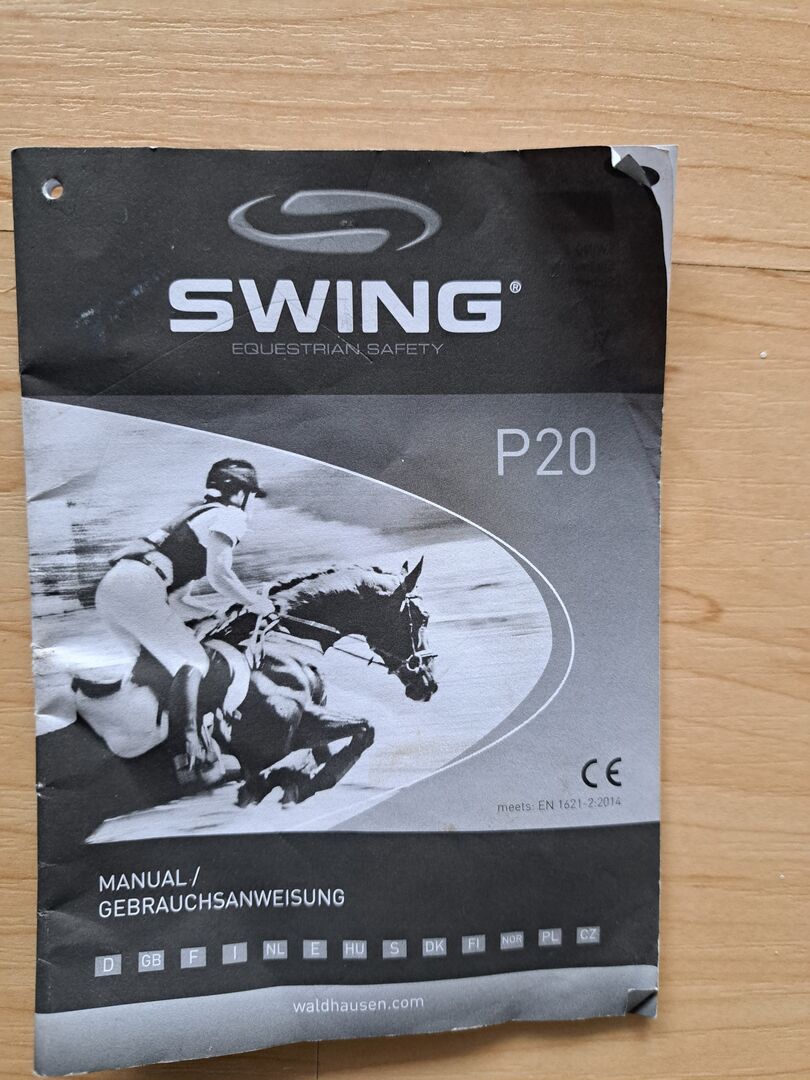 SWING®
EQUESTRIAN SAFETY
P20
CE
meets: EN 1621-2:2014
MANUAL /
GEBRAUCHSANWEISUNG
D GB F I NL E HU S DK FI NOR PL CZ
waldhausen.com